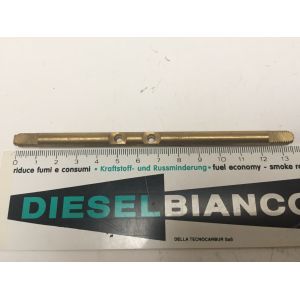 0 1 2 3 4 5 6 7 8 9 10 11 12 13
riduce fumi e consumi - Kraftstoff- und Russminderung - fuel economy - smoke re
DIESELBIANCO
DELLA TECNOCARBUR SaS